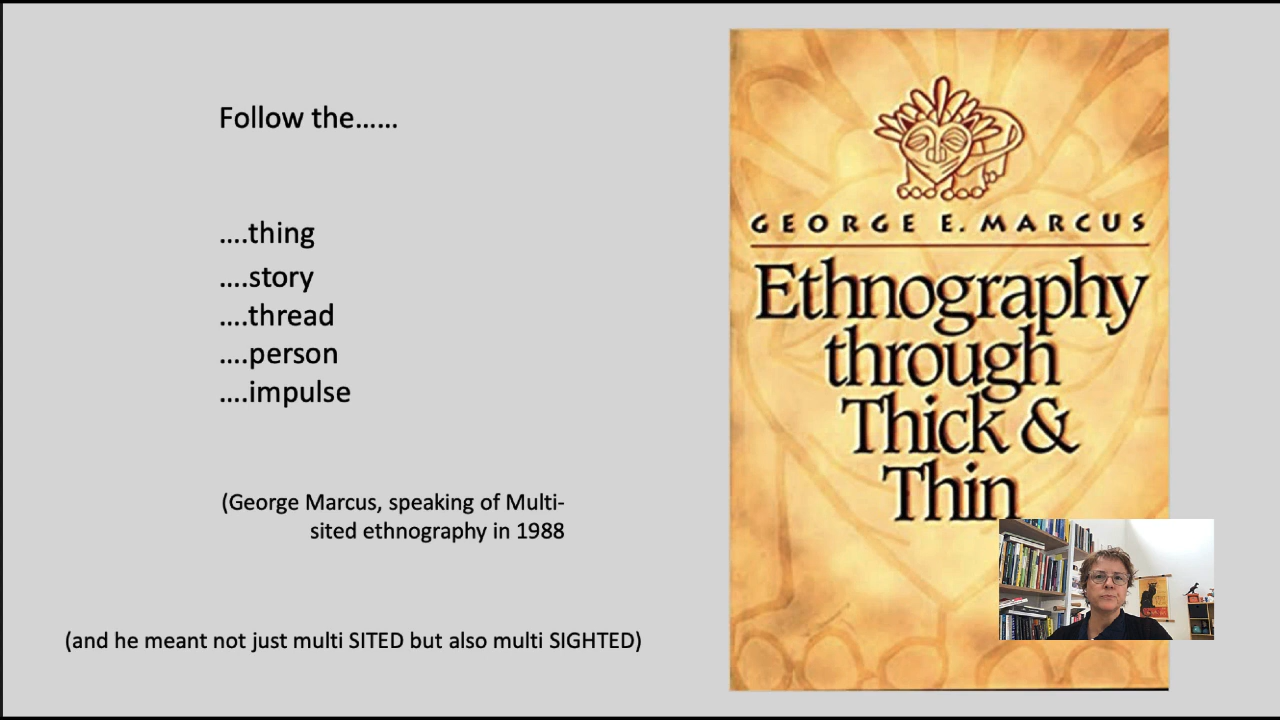 Follow the……
….thing
….story
….thread
….person
….impulse
(George Marcus, speaking of Multi-
sited ethnography in 1988
(and he meant not just multi SITED but also multi SIGHTED)
GEORGE E. MARCUS
Ethnography
through
Thick &
Thin